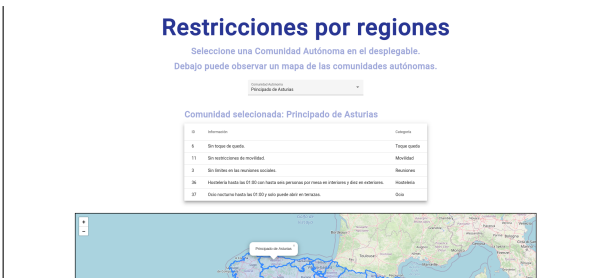 Restricciones por regiones
Seleccione una Comunidad Autónoma en el desplegable.
Debajo puede observar un mapa de las comunidades autónomas.
Comunidad Autónoma
Principado de Asturias
Comunidad selecionada: Principado de Asturias
Id Información Categoría
6 Sin toque de queda. Toque queda
11 Sin restricciones de movilidad. Movilidad
3 Sin límites en las reuniones sociales. Reuniones
36 Hostelería hasta las 01:00 con hasta seis personas por mesa en interiores y diez en exteriores. Hostelería
37 Ocio nocturno hasta las 01:00 y solo puede abrir en terrazas. Ocio
+
−
Principado de Asturias
Toulouse